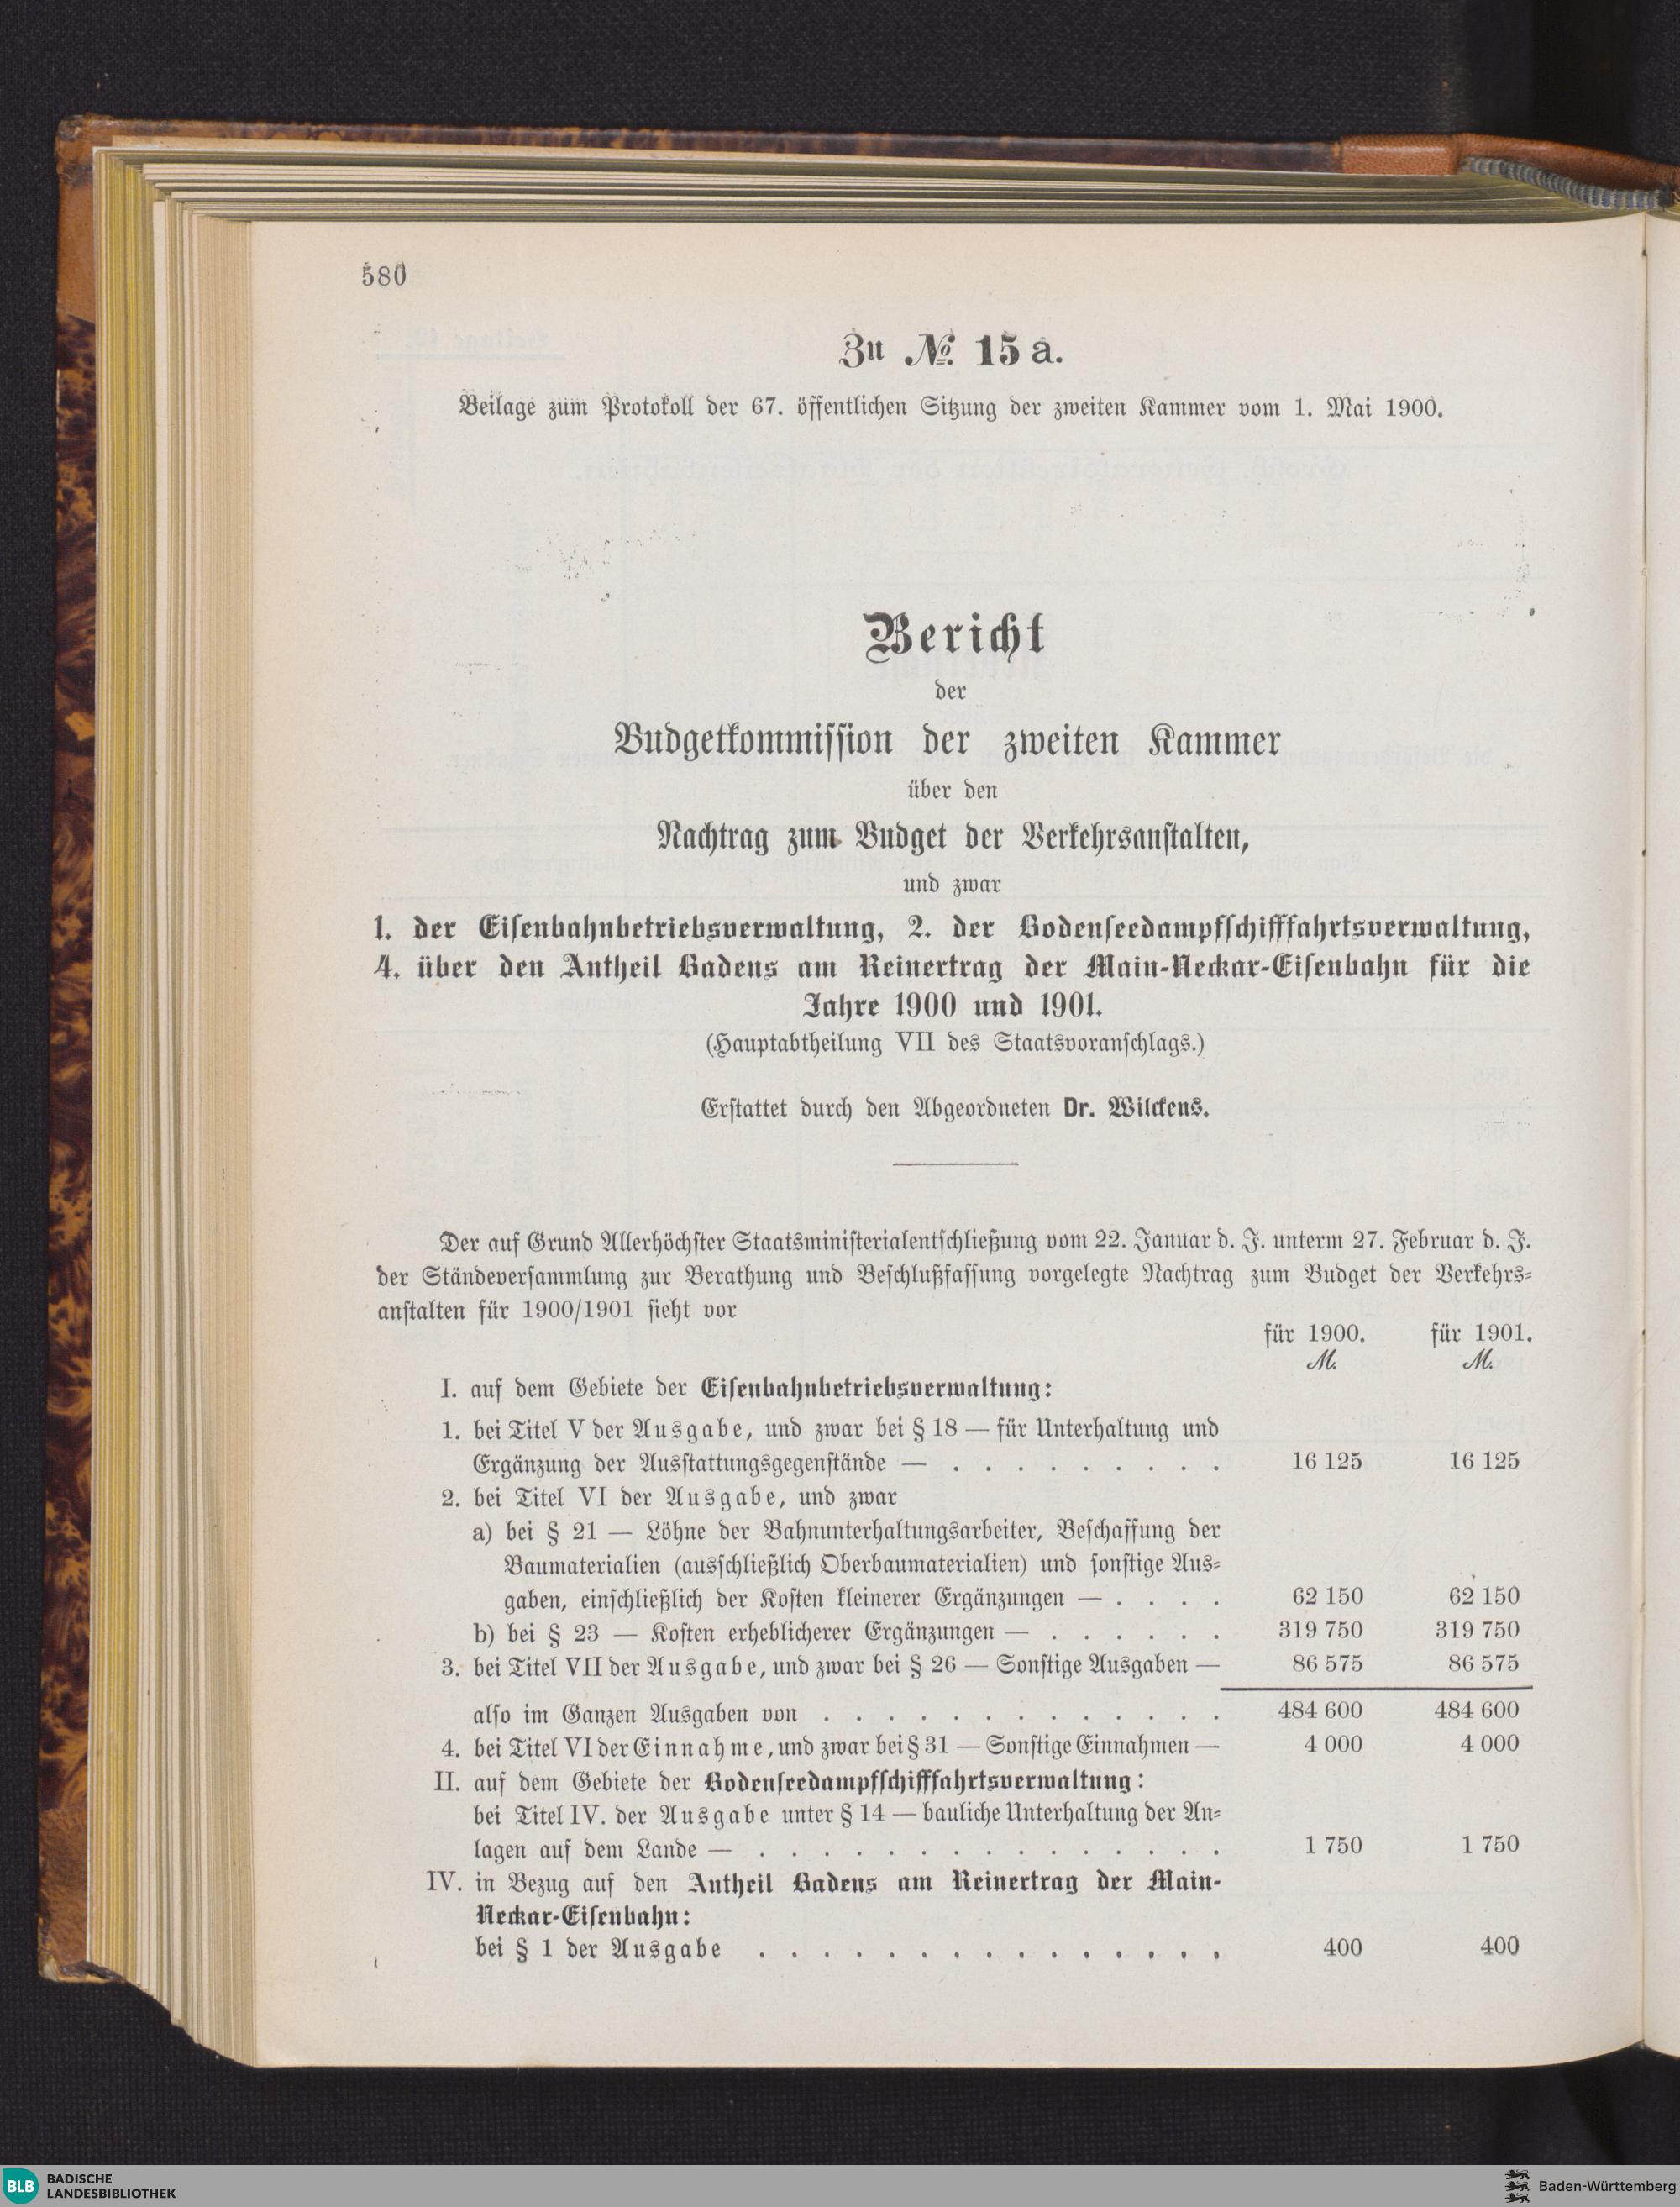 580
Zu № 15 a.
Beilage zum Protokoll der 67. öffentlichen Sitzung der zweiten Kammer vom 1. Mai 1900.
Bericht
der
Budgetkommission der zweiten Kammer
über den
Nachtrag zum Budget der Verkehrsanstalten,
und zwar
1. der Eisenbahnbetriebsverwaltung, 2. der Bodenseedampfschifffahrtsverwaltung,
4. über den Antheil Badens am Reinertrag der Main-Neckar-Eisenbahn für die
Jahre 1900 und 1901.
(Hauptabtheilung VII des Staatsvoranschlags.)
Erstattet durch den Abgeordneten Dr. Wilckens.
Der auf Grund Allerhöchster Staatsministerialentschließung vom 22. Januar d. J. unterm 27. Februar d. J.
der Ständeversammlung zur Berathung und Beschlußfassung vorgelegte Nachtrag zum Budget der Verkehrs-
anstalten für 1900/1901 sieht vor
für 1900. für 1901.
M. M.
I. auf dem Gebiete der Eisenbahnbetriebsverwaltung:
1. bei Titel V der Ausgabe, und zwar bei § 18 — für Unterhaltung und
Ergänzung der Ausstattungsgegenstände — . . . . . . . . . 16 125 16 125
2. bei Titel VI der Ausgabe, und zwar
a) bei § 21 — Löhne der Bahnunterhaltungsarbeiter, Beschaffung der
Baumaterialien (ausschließlich Oberbaumaterialien) und sonstige Aus-
gaben, einschließlich der Kosten kleinerer Ergänzungen — . . . . 62 150 62 150
b) bei § 23 — Kosten erheblicherer Ergänzungen — . . . . . . 319 750 319 750
3. bei Titel VII der Ausgabe, und zwar bei § 26 — Sonstige Ausgaben — 86 575 86 575
also im Ganzen Ausgaben von . . . . . . . . . . . . . 484 600 484 600
4. bei Titel VI der Einnahme, und zwar bei § 31 — Sonstige Einnahmen — 4 000 4 000
II. auf dem Gebiete der Bodenseedampfschifffahrtsverwaltung:
bei Titel IV. der Ausgabe unter § 14 — bauliche Unterhaltung der An-
lagen auf dem Lande — . . . . . . . . . . . . . . . 1 750 1 750
IV. in Bezug auf den Antheil Badens am Reinertrag der Main-
Neckar-Eisenbahn:
bei § 1 der Ausgabe . . . . . . . . . . . . . . . 400 400
BLB BADISCHE
LANDESBIBLIOTHEK
Baden-Württemberg